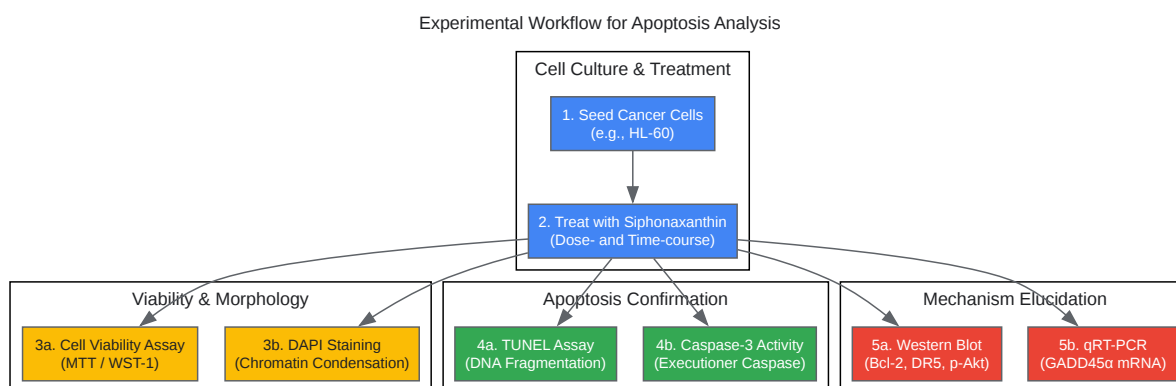 Experimental Workflow for Apoptosis Analysis
Cell Culture & Treatment
1. Seed Cancer Cells
(e.g., HL-60)
2. Treat with Siphonaxanthin
(Dose- and Time-course)
Viability & Morphology
3a. Cell Viability Assay
(MTT / WST-1)
3b. DAPI Staining
(Chromatin Condensation)
Apoptosis Confirmation
4a. TUNEL Assay
(DNA Fragmentation)
4b. Caspase-3 Activity
(Executioner Caspase)
Mechanism Elucidation
5a. Western Blot
(Bcl-2, DR5, p-Akt)
5b. qRT-PCR
(GADD45α mRNA)